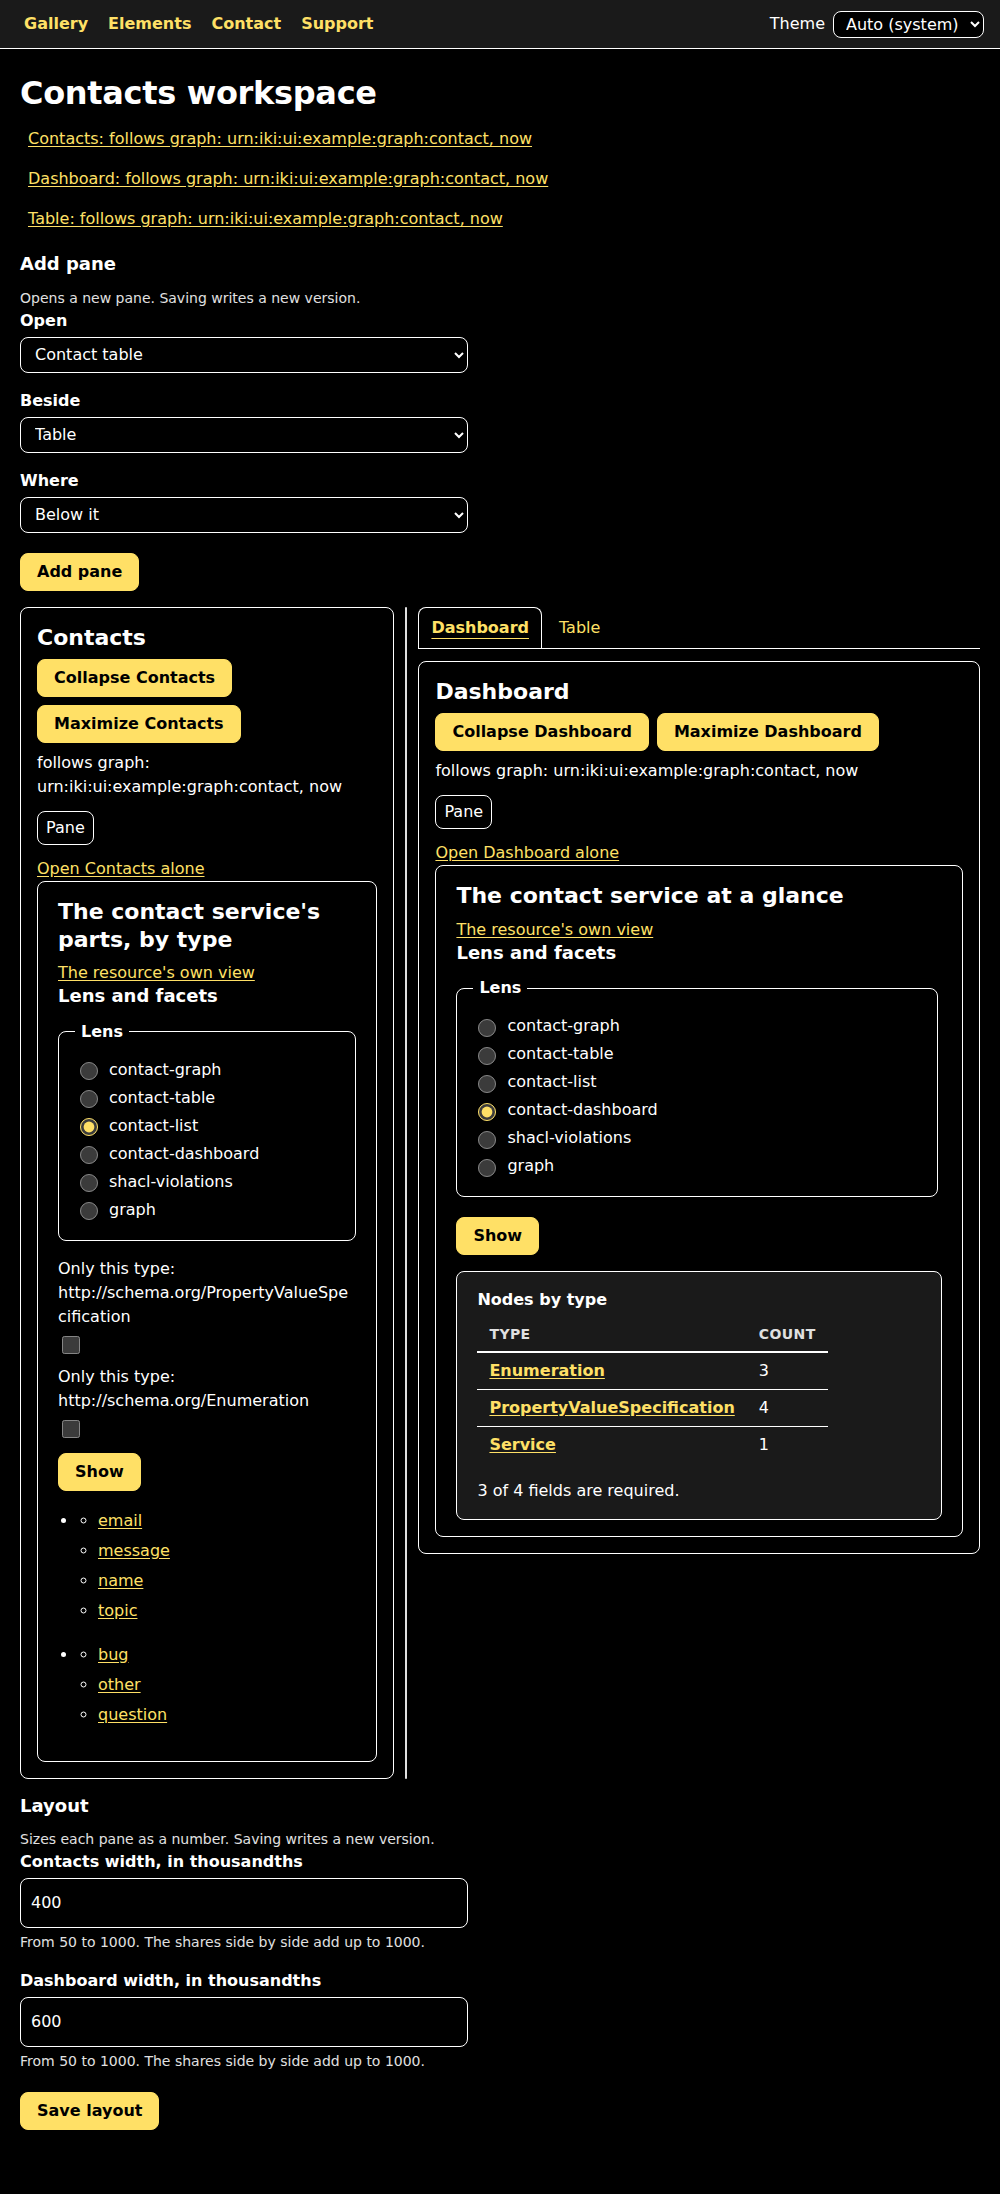 Gallery Elements Contact Support Theme Auto (system)
Contacts workspace
Contacts: follows graph: urn:iki:ui:example:graph:contact, now
Dashboard: follows graph: urn:iki:ui:example:graph:contact, now
Table: follows graph: urn:iki:ui:example:graph:contact, now
Add pane
Opens a new pane. Saving writes a new version.
Open
Contact table
Beside
Table
Where
Below it
Add pane
Contacts
Collapse Contacts
Maximize Contacts
follows graph:
urn:iki:ui:example:graph:contact, now
Pane
Open Contacts alone
The contact service's
parts, by type
The resource's own view
Lens and facets
Lens
contact-graph
contact-table
contact-list
contact-dashboard
shacl-violations
graph
Only this type:
http://schema.org/PropertyValueSpe
cification
Only this type:
http://schema.org/Enumeration
Show
email
message
name
topic
bug
other
question
Dashboard Table
Dashboard
Collapse Dashboard Maximize Dashboard
follows graph: urn:iki:ui:example:graph:contact, now
Pane
Open Dashboard alone
The contact service at a glance
The resource's own view
Lens and facets
Lens
contact-graph
contact-table
contact-list
contact-dashboard
shacl-violations
graph
Show
Nodes by type
TYPE COUNT
Enumeration 3
PropertyValueSpecification 4
Service 1
3 of 4 fields are required.
Layout
Sizes each pane as a number. Saving writes a new version.
Contacts width, in thousandths
400
From 50 to 1000. The shares side by side add up to 1000.
Dashboard width, in thousandths
600
From 50 to 1000. The shares side by side add up to 1000.
Save layout